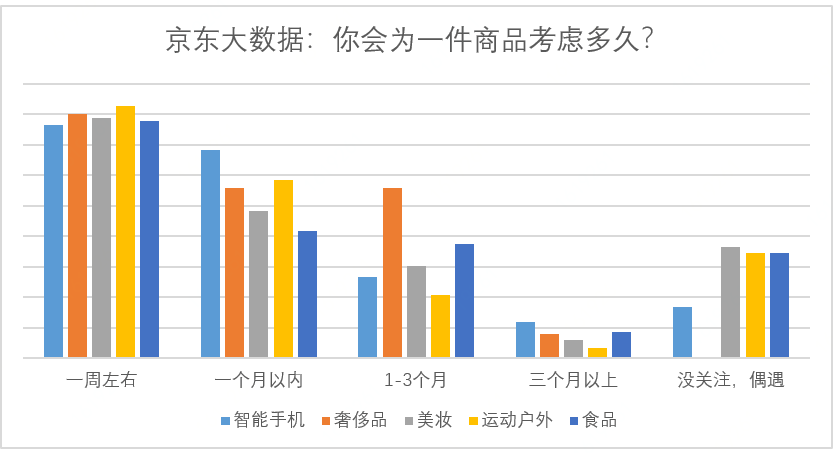 京东大数据：你会为一件商品考虑多久？
一周左右 一个月以内 1-3个月 三个月以上 没关注，偶遇
智能手机 奢侈品 美妆 运动户外 食品